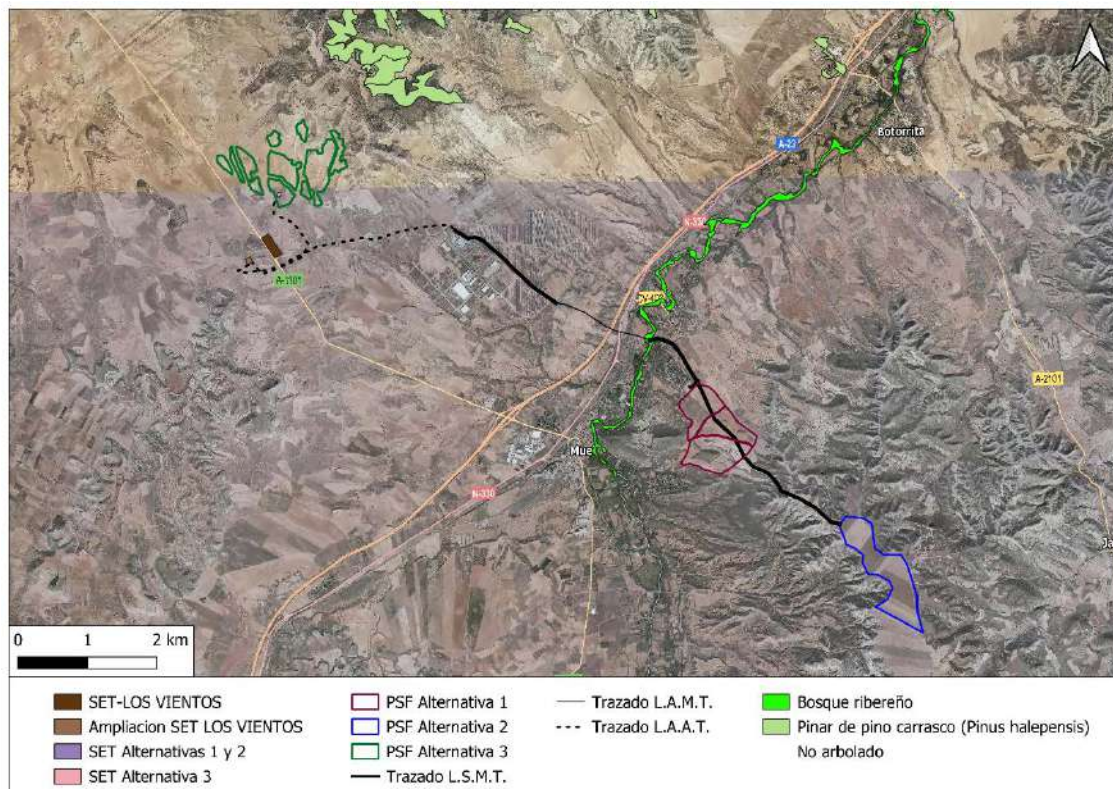 Botorrita
A-23
N-330
A-1101
A-2101
Mue
N-330
Ja
0 1 2 km
SET-LOS VIENTOS
Ampliacion SET LOS VIENTOS
SET Alternativas 1 y 2
SET Alternativa 3
PSF Alternativa 1
PSF Alternativa 2
PSF Alternativa 3
Trazado L.S.M.T.
Trazado L.A.M.T.
Trazado L.A.A.T.
Bosque ribereño
Pinar de pino carrasco (Pinus halepensis)
No arbolado